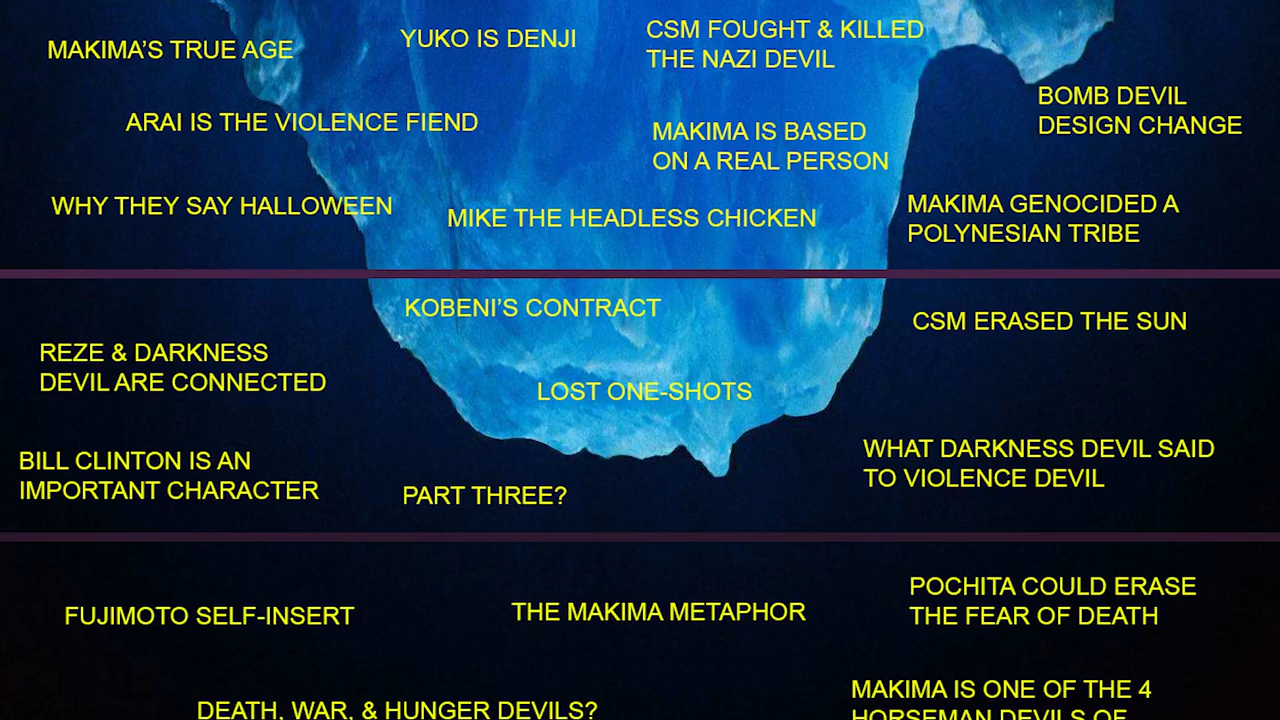 MAKIMA'S TRUE AGE
YUKO IS DENJI
CSM FOUGHT & KILLED
THE NAZI DEVIL
BOMB DEVIL
DESIGN CHANGE
ARAI IS THE VIOLENCE FIEND
MAKIMA IS BASED
ON A REAL PERSON
WHY THEY SAY HALLOWEEN
MIKE THE HEADLESS CHICKEN
MAKIMA GENOCIDED A
POLYNESIAN TRIBE
KOBENI'S CONTRACT
CSM ERASED THE SUN
REZE & DARKNESS
DEVIL ARE CONNECTED
LOST ONE-SHOTS
BILL CLINTON IS AN
IMPORTANT CHARACTER
PART THREE?
WHAT DARKNESS DEVIL SAID
TO VIOLENCE DEVIL
FUJIMOTO SELF-INSERT
THE MAKIMA METAPHOR
POCHITA COULD ERASE
THE FEAR OF DEATH
DEATH, WAR, & HUNGER DEVILS?
MAKIMA IS ONE OF THE 4
HORSEMAN DEVILS OF